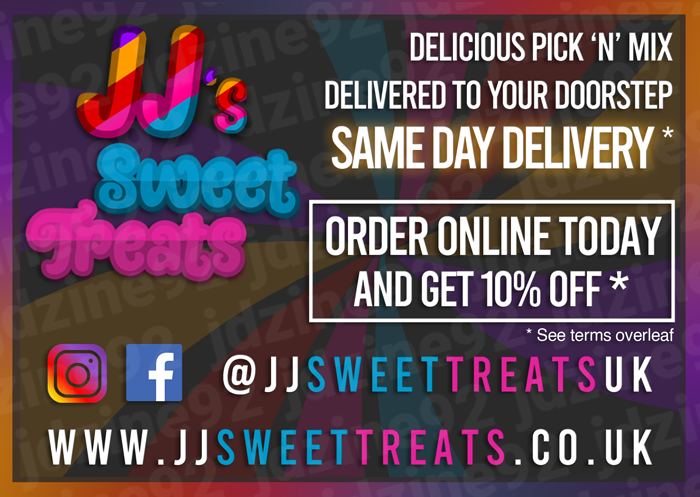 JJ's
Sweet
Treats
DELICIOUS PICK 'N' MIX
DELIVERED TO YOUR DOORSTEP
SAME DAY DELIVERY *
ORDER ONLINE TODAY
AND GET 10% OFF *
* See terms overleaf
@JJSWEETTREATSUK
WWW.JJSWEETTREATS.CO.UK
jdzine92